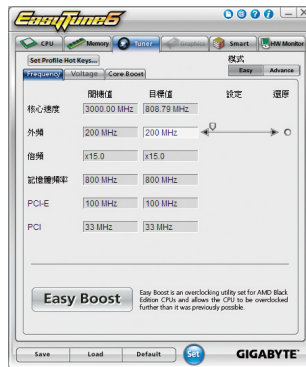 EasyTune6
CPU Memory Tuner Graphics Smart HW Monitor
Set Profile Hot Keys... 模式
Frequency Voltage Core Boost Easy Advance
開機值 目標值 設定 還原
核心速度 3000.00 MHz 808.79 MHz
外頻 200 MHz 200 MHz
倍頻 x15.0 x15.0
記憶體頻率 800 MHz 800 MHz
PCI-E 100 MHz 100 MHz
PCI 33 MHz 33 MHz
Easy Boost
Easy Boost is an overclocking utility set for AMD Black
Edition CPUs and allows the CPU to be overclocked
further than it was previously possible.
Save Load Default Set GIGABYTE